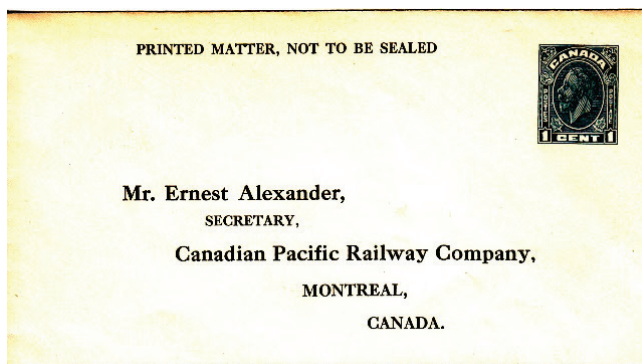 PRINTED MATTER, NOT TO BE SEALED
CANADA
1 CENT 1
Mr. Ernest Alexander,
SECRETARY,
Canadian Pacific Railway Company,
MONTREAL,
CANADA.